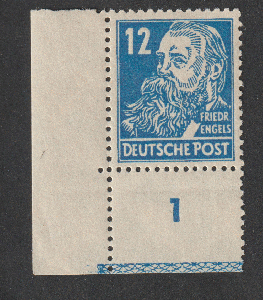 12
FRIEDR
ENGELS
DEUTSCHE POST
1